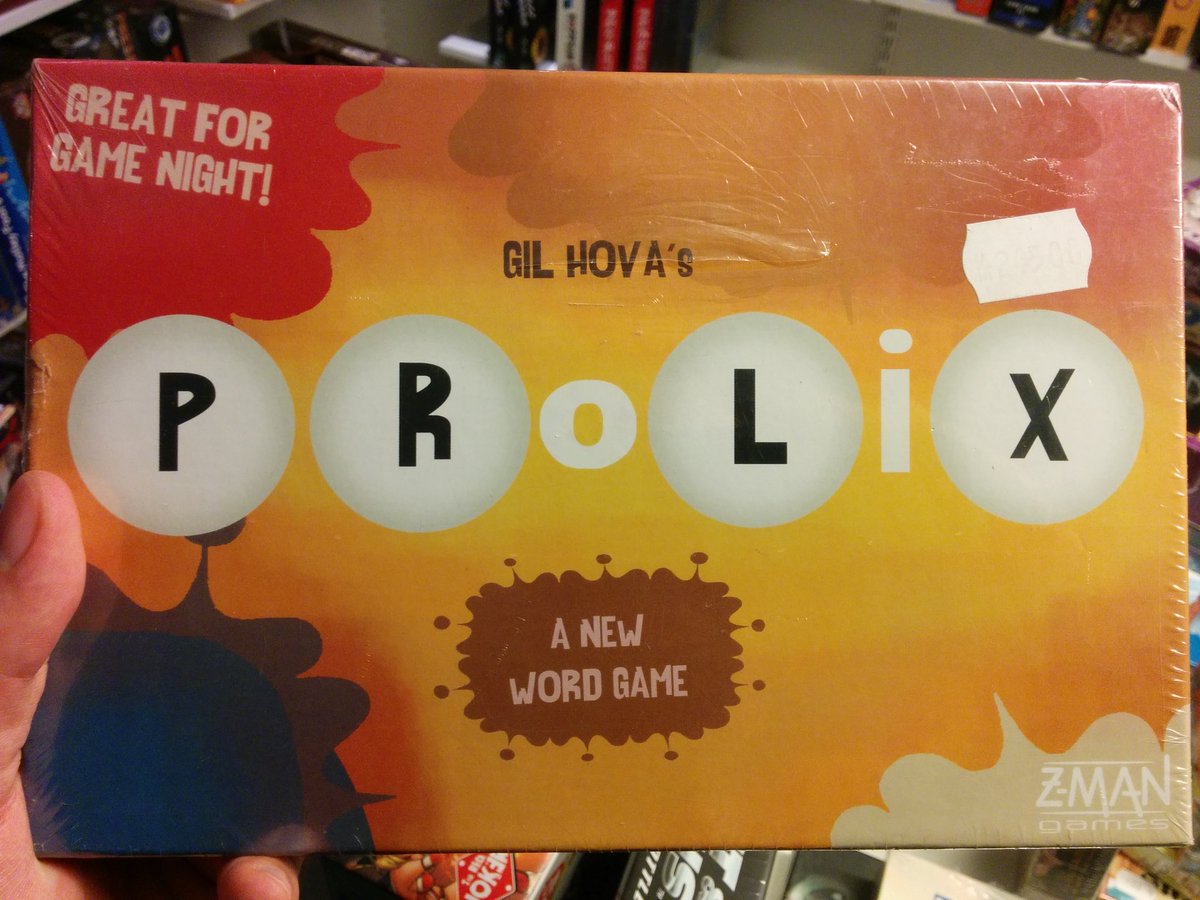 GREAT FOR
GAME NIGHT!
GIL HOVA's
PRoLiX
A NEW
WORD GAME
Z-MAN
games